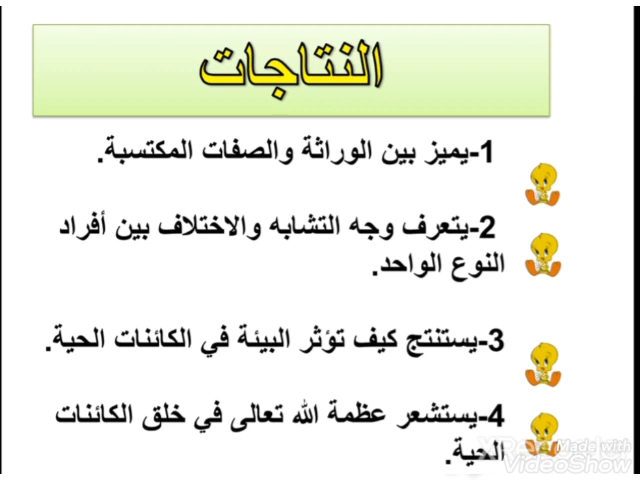 النتاجات
1-يميز بين الوراثة والصفات المكتسبة.
2-يتعرف وجه التشابه والاختلاف بين أفراد
النوع الواحد.
3-يستنتج كيف تؤثر البيئة في الكائنات الحية.
4-يستشعر عظمة الله تعالى في خلق الكائنات
الحية.
Made with
VideoShow